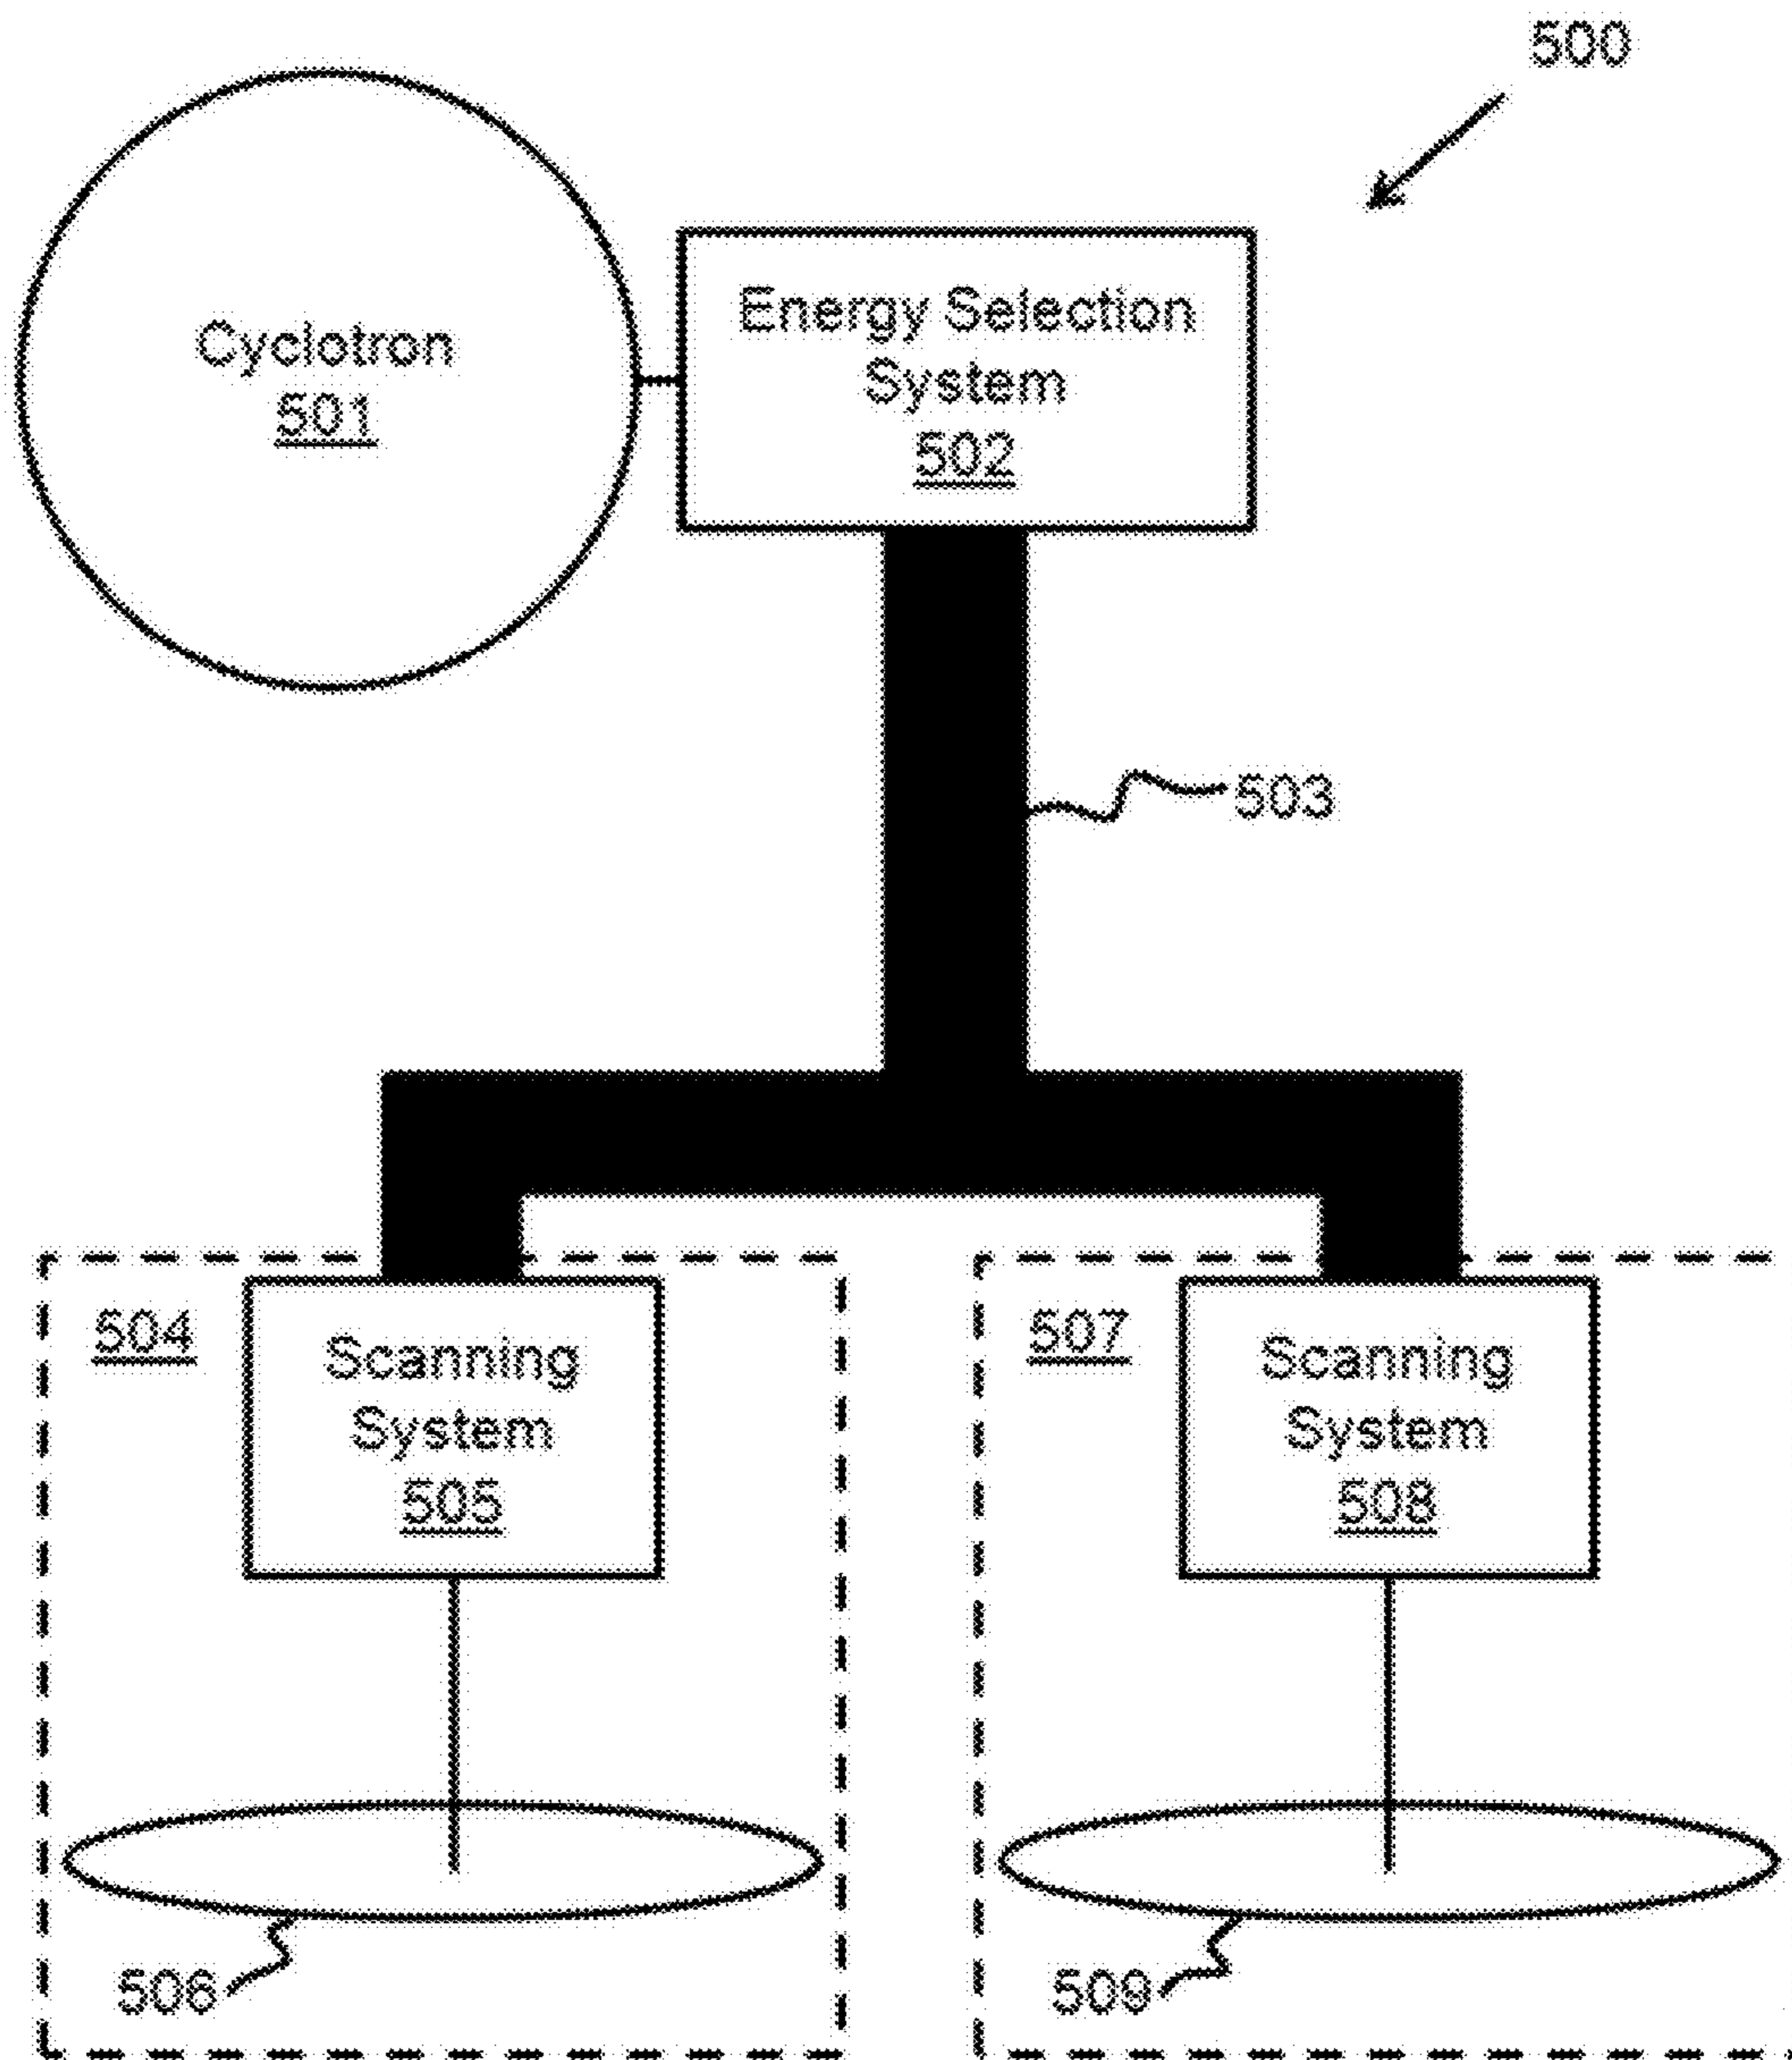 500
Cyclotron
501
Energy Selection
System
502
503
504
Scanning
System
505
507
Scanning
System
508
506
509